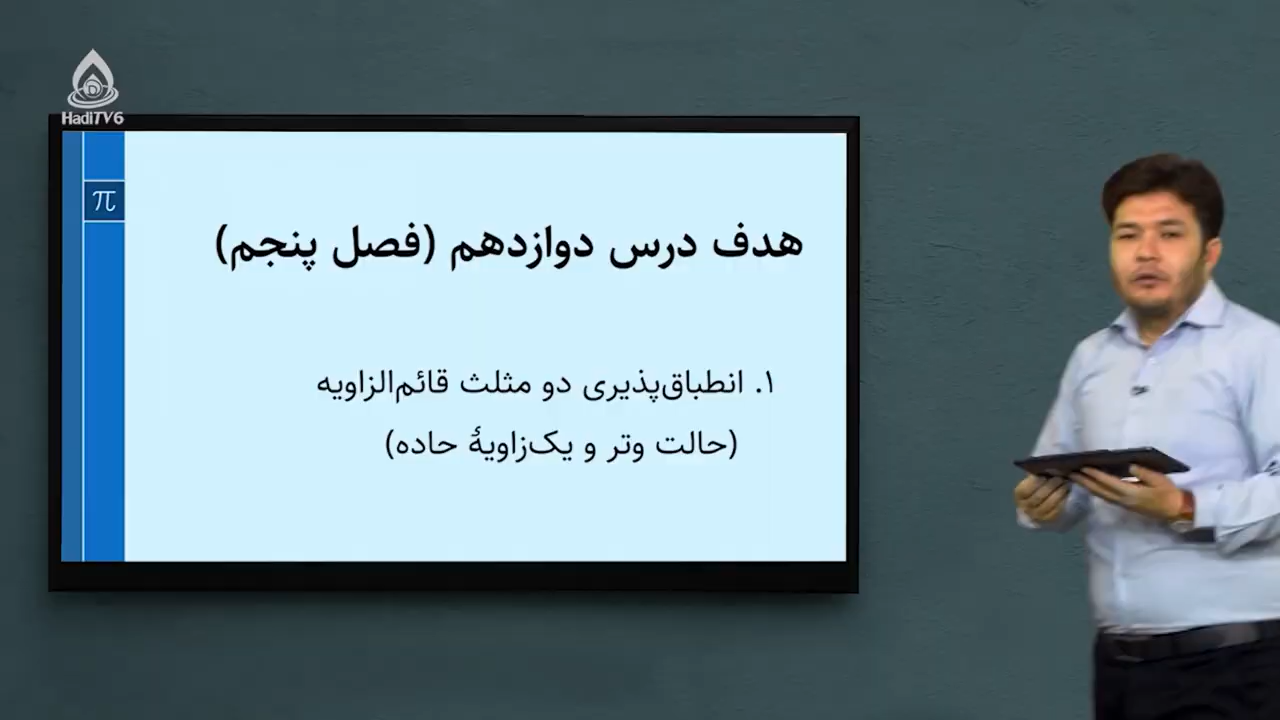 HadiTV6
π
هدف درس دوازدهم (فصل پنجم)
۱. انطباق‌پذیری دو مثلث قائم‌الزاویه
(حالت وتر و یک‌زاویهٔ حاده)